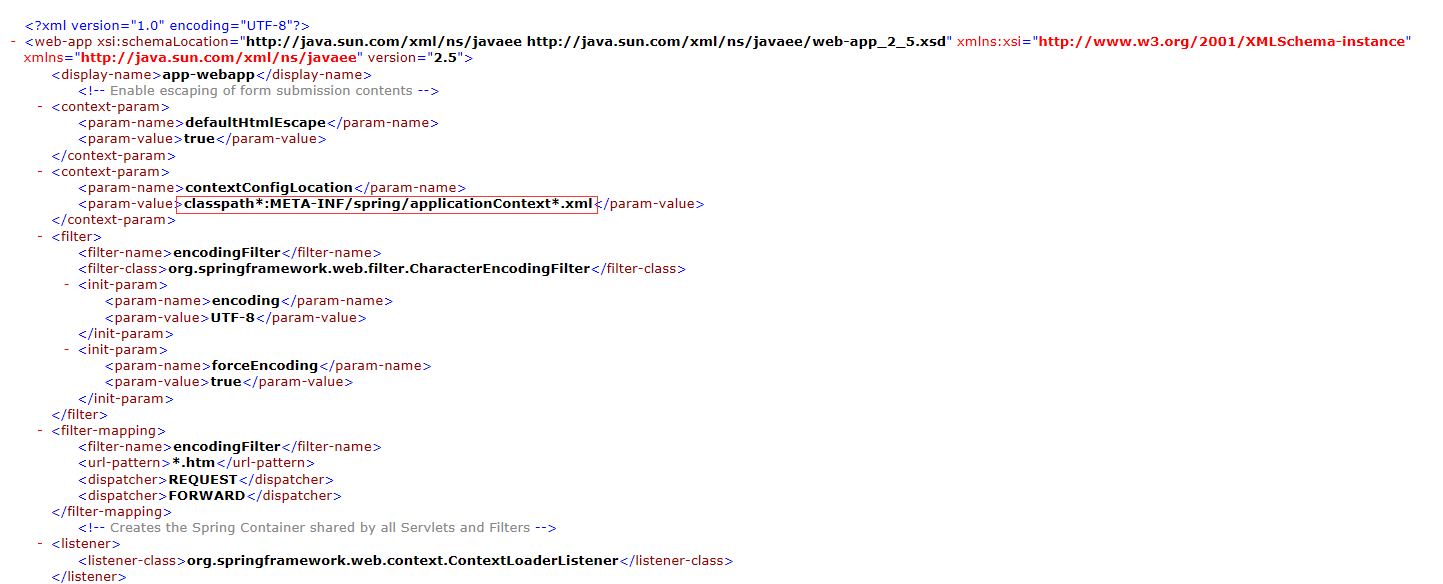 <?xml version="1.0" encoding="UTF-8"?>
- <web-app xsi:schemaLocation="http://java.sun.com/xml/ns/javaee http://java.sun.com/xml/ns/javaee/web-app_2_5.xsd" xmlns:xsi="http://www.w3.org/2001/XMLSchema-instance"
xmlns="http://java.sun.com/xml/ns/javaee" version="2.5">
<display-name>app-webapp</display-name>
<!-- Enable escaping of form submission contents -->
- <context-param>
<param-name>defaultHtmlEscape</param-name>
<param-value>true</param-value>
</context-param>
- <context-param>
<param-name>contextConfigLocation</param-name>
<param-value>classpath*:META-INF/spring/applicationContext*.xml</param-value>
</context-param>
- <filter>
<filter-name>encodingFilter</filter-name>
<filter-class>org.springframework.web.filter.CharacterEncodingFilter</filter-class>
- <init-param>
<param-name>encoding</param-name>
<param-value>UTF-8</param-value>
</init-param>
- <init-param>
<param-name>forceEncoding</param-name>
<param-value>true</param-value>
</init-param>
</filter>
- <filter-mapping>
<filter-name>encodingFilter</filter-name>
<url-pattern>*.htm</url-pattern>
<dispatcher>REQUEST</dispatcher>
<dispatcher>FORWARD</dispatcher>
</filter-mapping>
<!-- Creates the Spring Container shared by all Servlets and Filters -->
- <listener>
<listener-class>org.springframework.web.context.ContextLoaderListener</listener-class>
</listener>